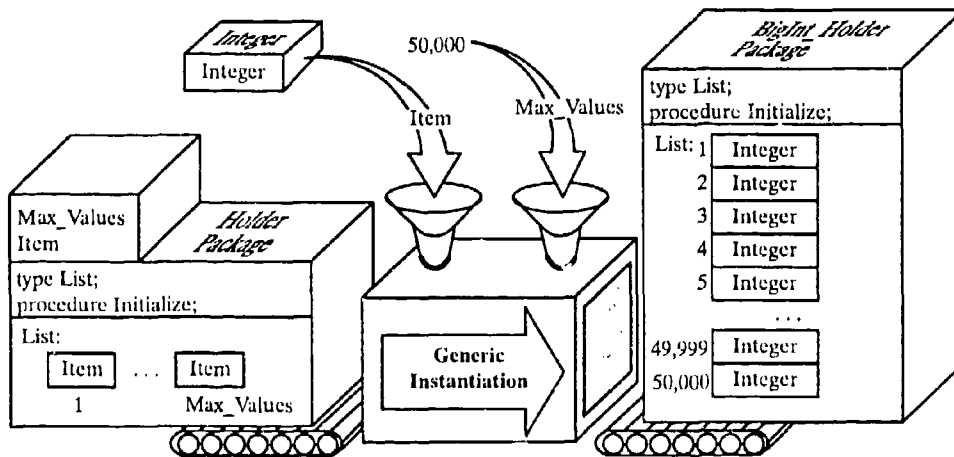 Integer
Integer
50,000
Item
Max_Values
BigInt_Holder
Package
type List;
procedure Initialize;
List: 1 Integer
2 Integer
3 Integer
4 Integer
5 Integer
...
49,999 Integer
50,000 Integer
Max_Values
Item
Holder
Package
type List;
procedure Initialize;
List:
Item ... Item
1 Max_Values
Generic
Instantiation